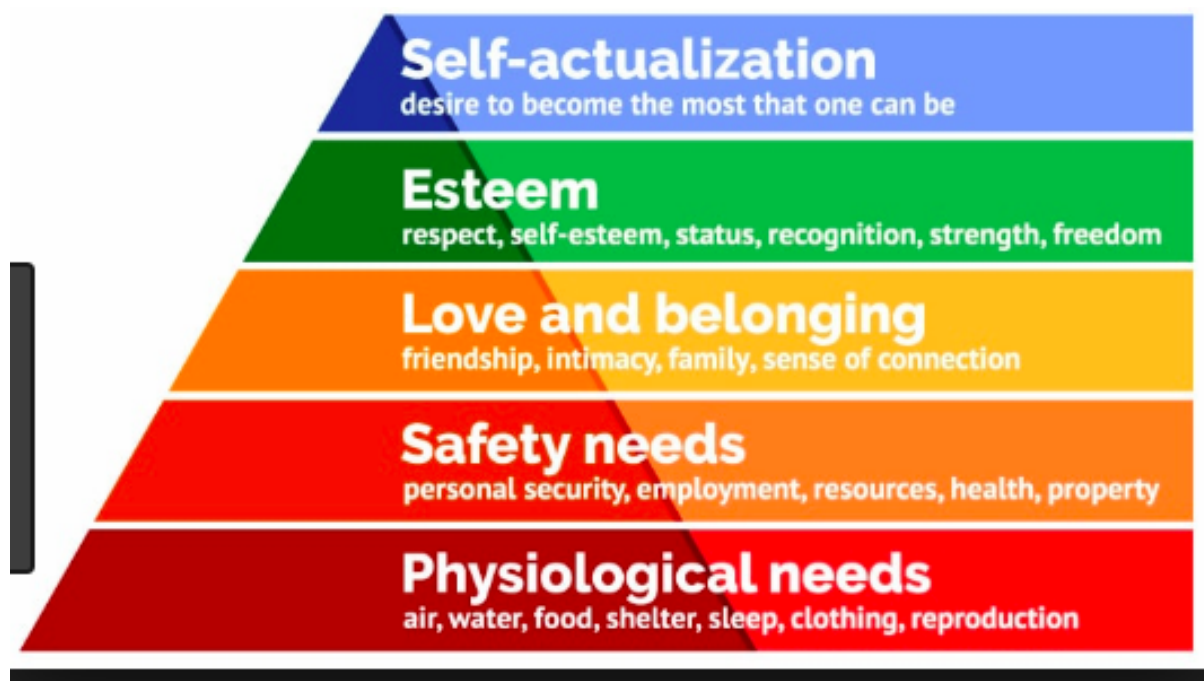 Self-actualization
desire to become the most that one can be
Esteem
respect, self-esteem, status, recognition, strength, freedom
Love and belonging
friendship, intimacy, family, sense of connection
Safety needs
personal security, employment, resources, health, property
Physiological needs
air, water, food, shelter, sleep, clothing, reproduction